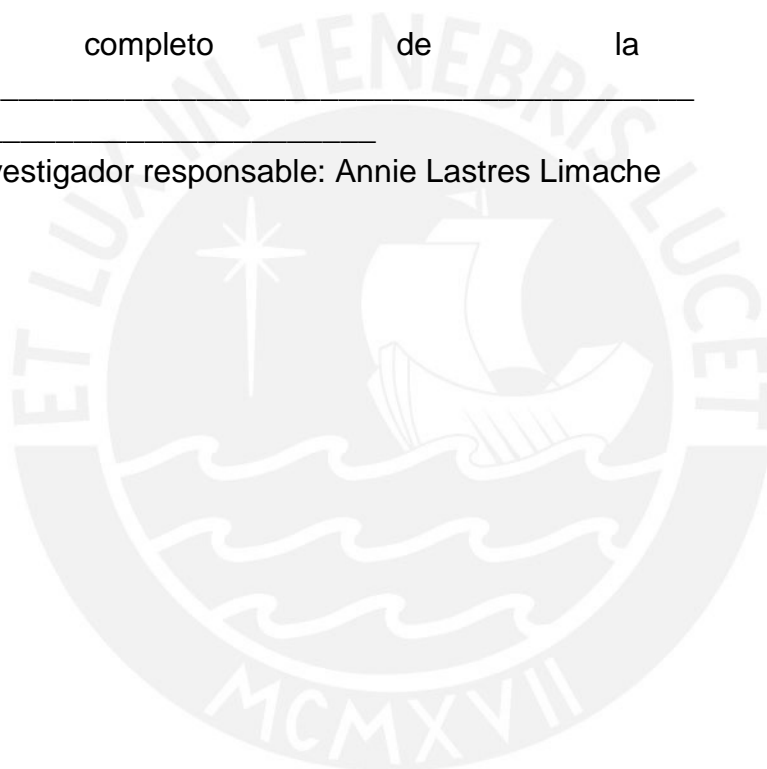 completo de la
vestigador responsable: Annie Lastres Limache
ET LUX IN TENEBRIS LUCET
MCMXVII